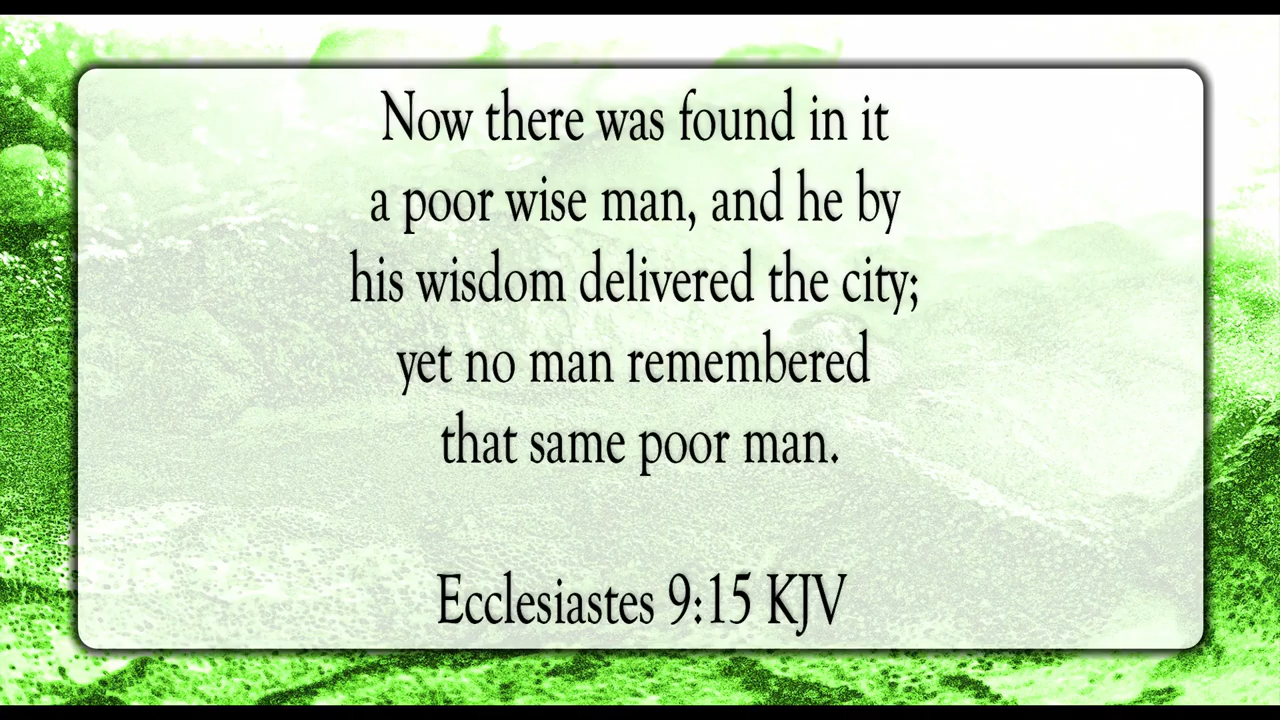 Now there was found in it
a poor wise man, and he by
his wisdom delivered the city;
yet no man remembered
that same poor man.
Ecclesiastes 9:15 KJV